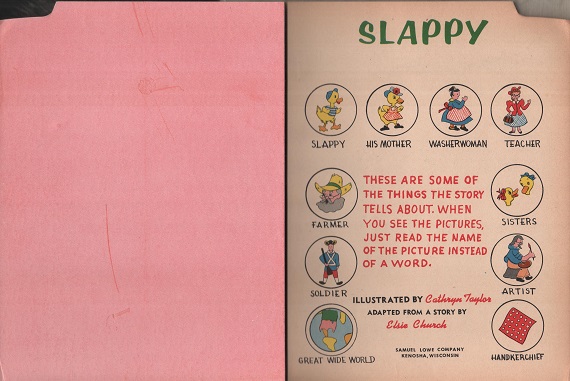 SLAPPY
SLAPPY
HIS MOTHER
WASHERWOMAN
TEACHER
FARMER
THESE ARE SOME OF
THE THINGS THE STORY
TELLS ABOUT. WHEN
YOU SEE THE PICTURES,
JUST READ THE NAME
OF THE PICTURE INSTEAD
OF A WORD.
SISTERS
SOLDIER
ARTIST
ILLUSTRATED BY Cathryn Taylor
ADAPTED FROM A STORY BY
Elsie Church
SAMUEL LOWE COMPANY
KENOSHA, WISCONSIN
GREAT WIDE WORLD
HANDKERCHIEF